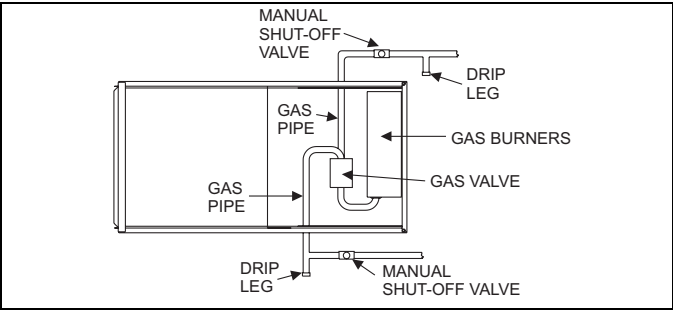 MANUAL
SHUT-OFF
VALVE
DRIP
LEG
GAS
PIPE
GAS BURNERS
GAS VALVE
GAS
PIPE
DRIP
LEG
MANUAL
SHUT-OFF VALVE